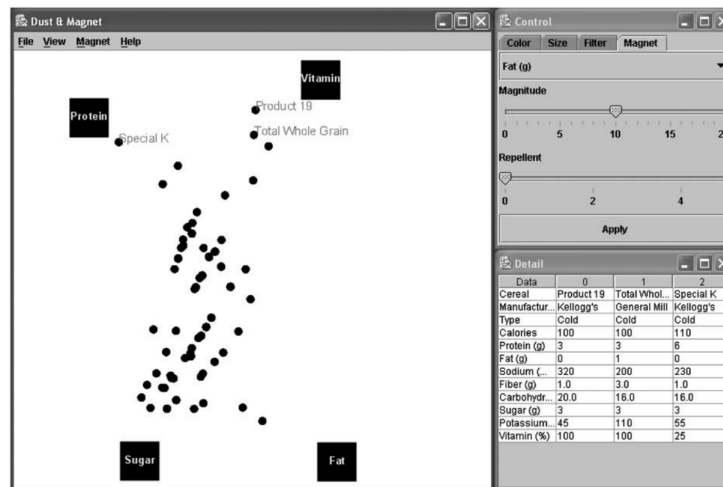 Dust & Magnet
File View Magnet Help
Vitamin
Protein
Product 19
Special K
Total Whole Grain
Sugar
Fat
Control
Color Size Filter Magnet
Fat (g)
Magnitude
0 5 10 15
Repellent
0 2 4
Apply
Detail
Data 0 1 2
Cereal Product 19 Total Whol... Special K
Manufactur... Kellogg's General Mill Kellogg's
Type Cold Cold Cold
Calories 100 100 110
Protein (g) 3 3 6
Fat (g) 0 1 0
Sodium (... 320 200 230
Fiber (g) 1.0 3.0 1.0
Carbohydr... 20.0 16.0 16.0
Sugar (g) 3 3 3
Potassium... 45 110 55
Vitamin (%) 100 100 25